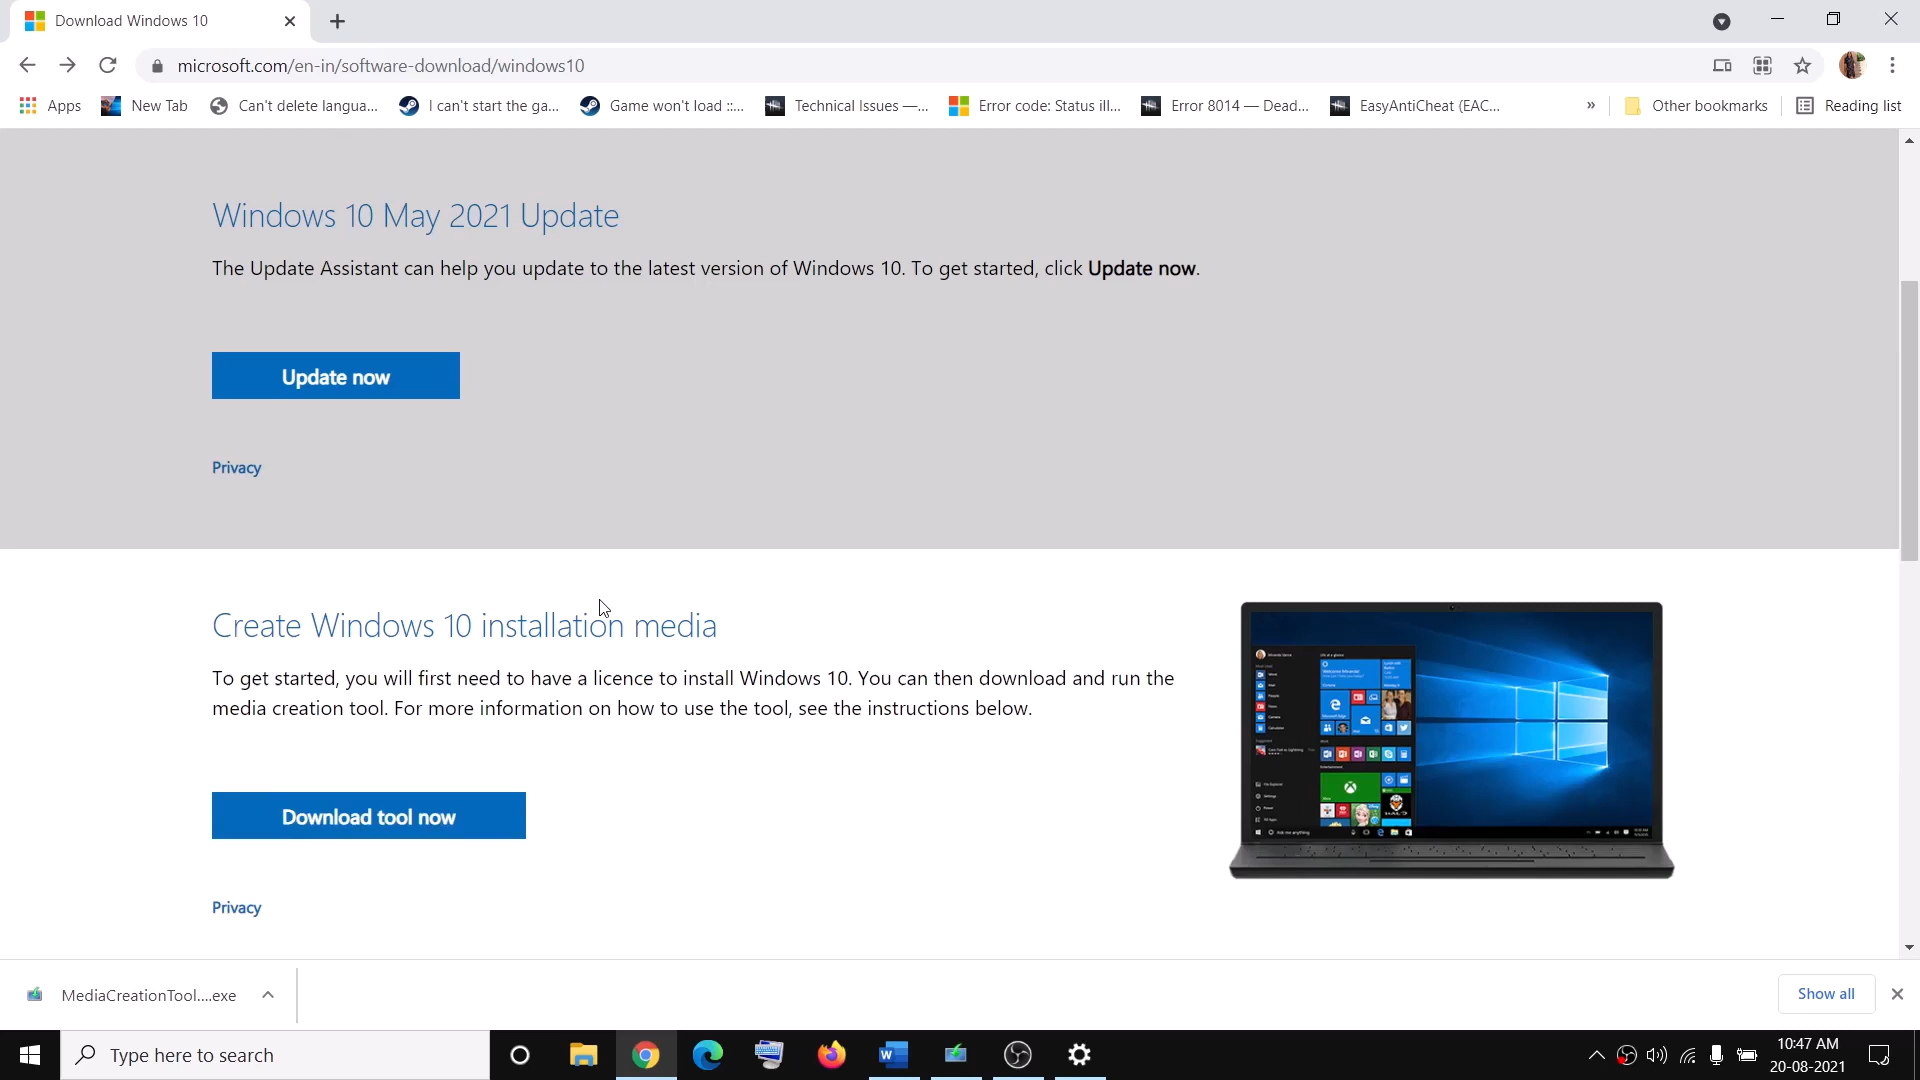 Download Windows 10
microsoft.com/en-in/software-download/windows10
Apps
New Tab
Can't delete langua...
I can't start the ga...
Game won't load ::...
Technical Issues —...
Error code: Status ill...
Error 8014 — Dead...
EasyAntiCheat (EAC...
»
Other bookmarks
Reading list
Windows 10 May 2021 Update
The Update Assistant can help you update to the latest version of Windows 10. To get started, click Update now.
Update now
Privacy
Create Windows 10 installation media
To get started, you will first need to have a licence to install Windows 10. You can then download and run the
media creation tool. For more information on how to use the tool, see the instructions below.
Download tool now
Privacy
MediaCreationTool....exe
Show all
Type here to search
10:47 AM
20-08-2021